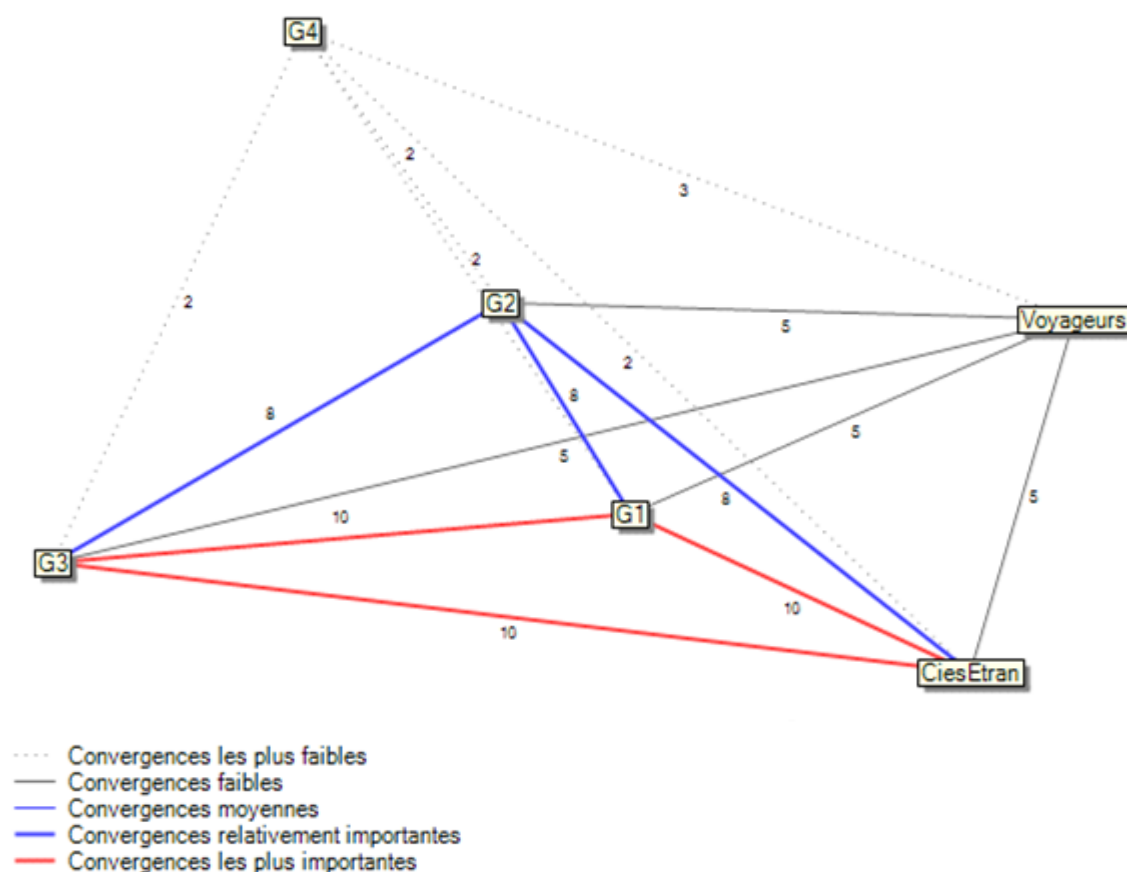 G4
2
3
2
2
G2
Voyageurs
5
2
8
8
5
5
8
5
10
G1
G3
10
10
CiesEtran
Convergences les plus faibles
Convergences faibles
Convergences moyennes
Convergences relativement importantes
Convergences les plus importantes